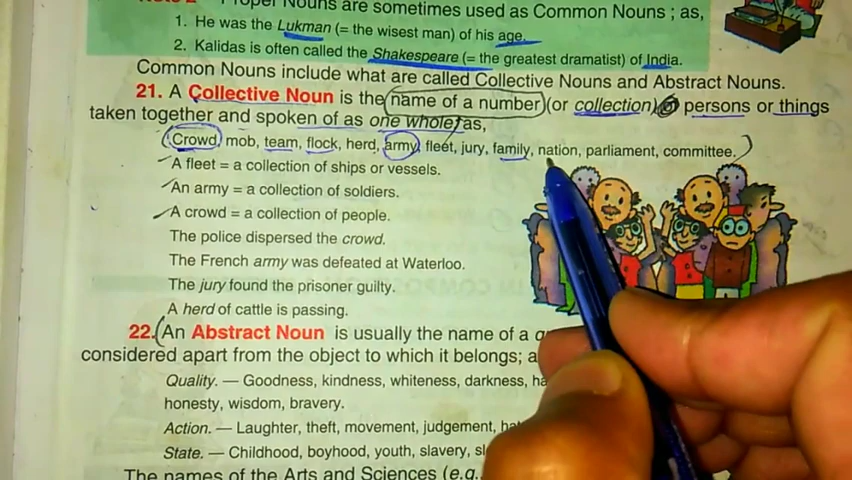 Proper Nouns are sometimes used as Common Nouns ; as,
1. He was the Lukman (= the wisest man) of his age.
2. Kalidas is often called the Shakespeare (= the greatest dramatist) of India.
Common Nouns include what are called Collective Nouns and Abstract Nouns.
21. A Collective Noun is the name of a number (or collection) persons or things
taken together and spoken of as one whole; as,
Crowd, mob, team, flock, herd, army, fleet, jury, family, nation, parliament, committee.
A fleet = a collection of ships or vessels.
An army = a collection of soldiers.
A crowd = a collection of people.
The police dispersed the crowd.
The French army was defeated at Waterloo.
The jury found the prisoner guilty.
A herd of cattle is passing.
22. An Abstract Noun is usually the name of a
considered apart from the object to which it belongs;
Quality. — Goodness, kindness, whiteness, darkness,
honesty, wisdom, bravery.
Action. — Laughter, theft, movement, judgement,
State. — Childhood, boyhood, youth, slavery,
The names of the Arts and Sciences (e.g.,